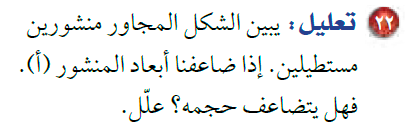 ٢٢ تعليل: يبين الشكل المجاور منشورين
مستطيلين. إذا ضاعفنا أبعاد المنشور (أ).
فهل يتضاعف حجمه؟ علّل.